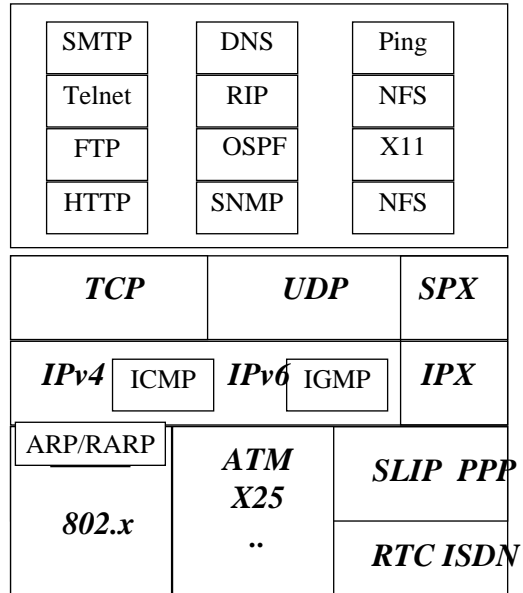 SMTP DNS Ping
Telnet RIP NFS
FTP OSPF X11
HTTP SNMP NFS
TCP UDP SPX
IPv4 ICMP IPv6 IGMP IPX
ARP/RARP
ATM
SLIP PPP
X25
802.x
..
RTC ISDN